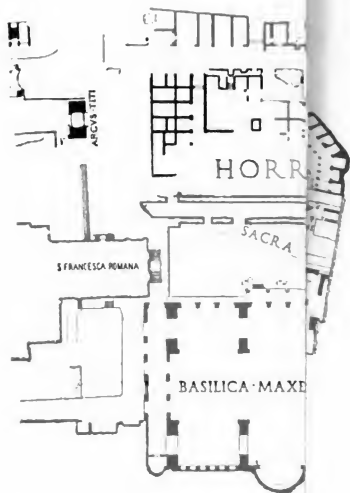 ARCVS·TITI
HORR
SACRA
S FRANCESCA ROMANA
BASILICA·MAXE